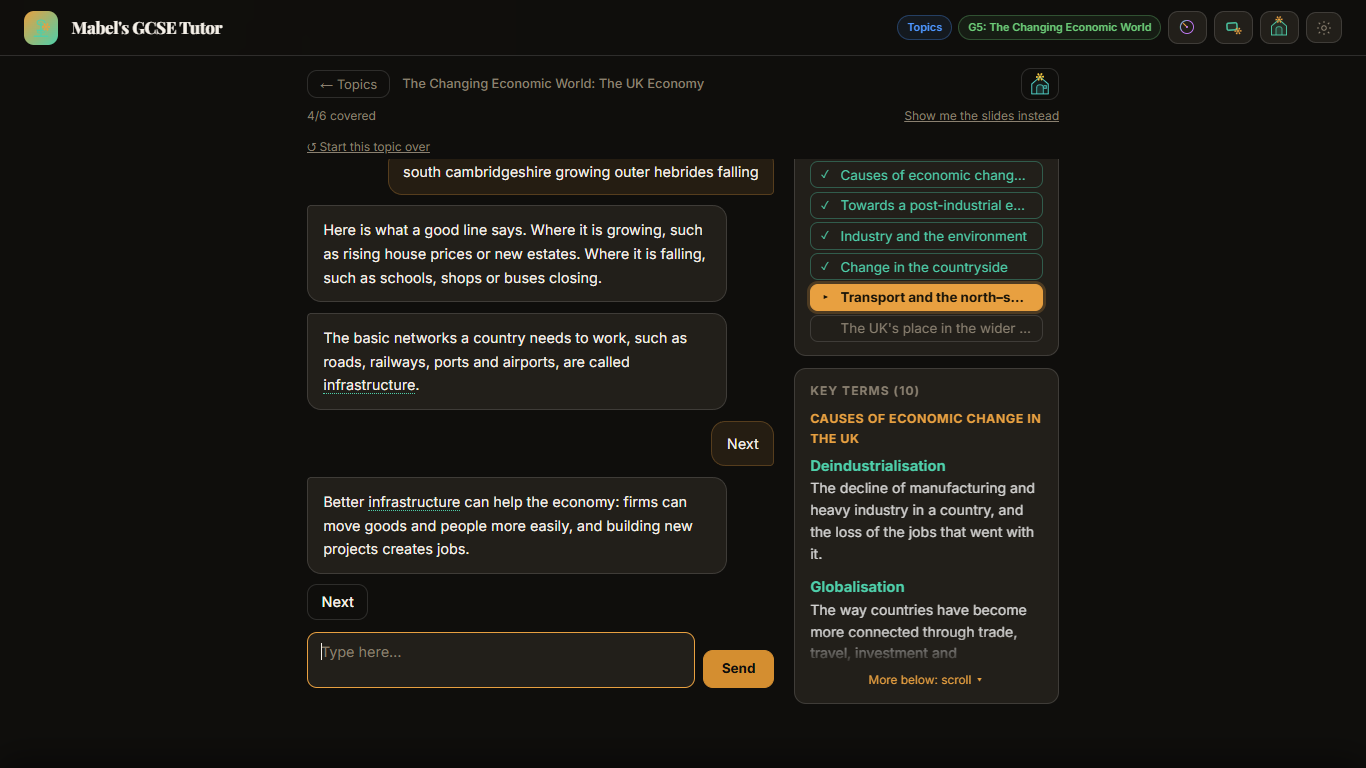 Mabel's GCSE Tutor
Topics
G5: The Changing Economic World
← Topics
The Changing Economic World: The UK Economy
4/6 covered
Show me the slides instead
↺ Start this topic over
south cambridgeshire growing outer hebrides falling
Here is what a good line says. Where it is growing, such
as rising house prices or new estates. Where it is falling,
such as schools, shops or buses closing.
The basic networks a country needs to work, such as
roads, railways, ports and airports, are called
infrastructure.
Next
Better infrastructure can help the economy: firms can
move goods and people more easily, and building new
projects creates jobs.
Next
Type here...
Send
✓ Causes of economic chang...
✓ Towards a post-industrial e...
✓ Industry and the environment
✓ Change in the countryside
▸ Transport and the north–s...
The UK's place in the wider ...
KEY TERMS (10)
CAUSES OF ECONOMIC CHANGE IN
THE UK
Deindustrialisation
The decline of manufacturing and
heavy industry in a country, and
the loss of the jobs that went with
it.
Globalisation
The way countries have become
more connected through trade,
travel, investment and
More below: scroll ▾